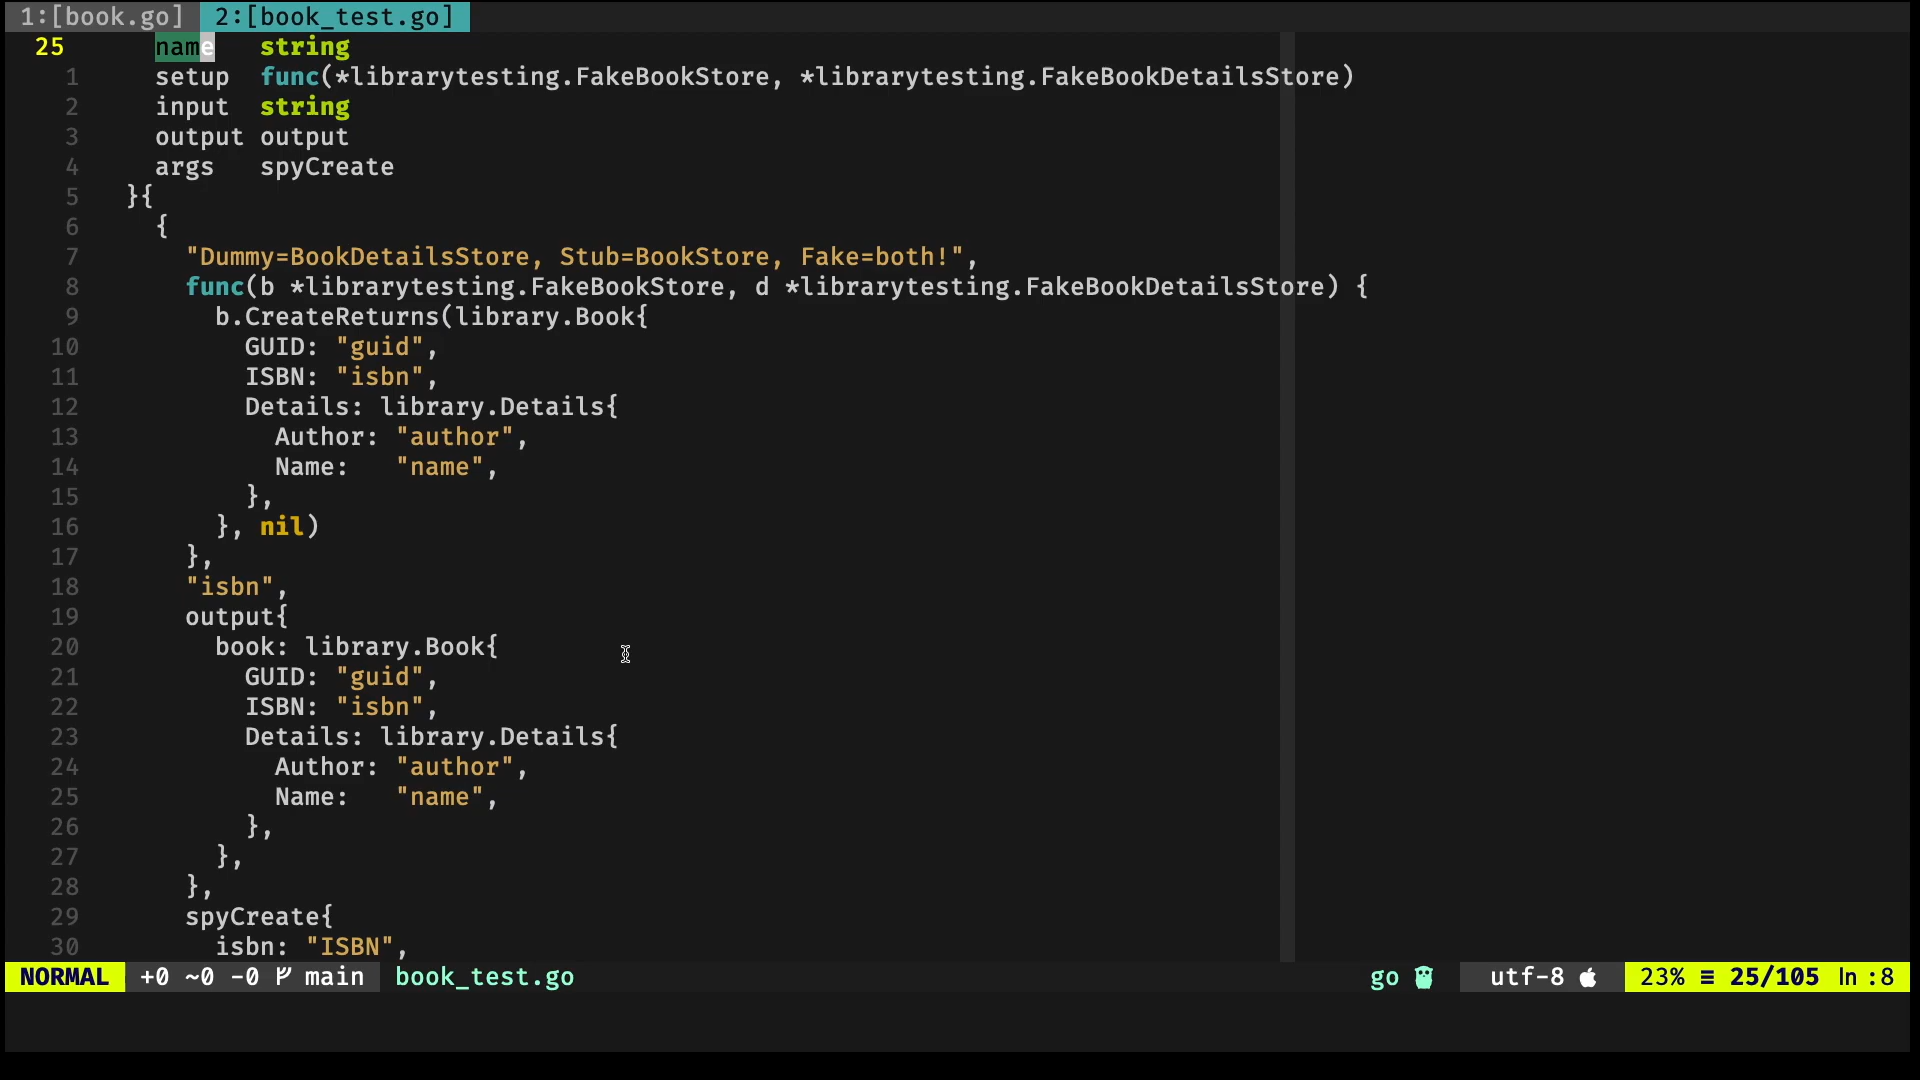 1:[book.go] 2:[book_test.go]
25 name string
1 setup func(*librarytesting.FakeBookStore, *librarytesting.FakeBookDetailsStore)
2 input string
3 output output
4 args spyCreate
5 }{
6 {
7 "Dummy=BookDetailsStore, Stub=BookStore, Fake=both!",
8 func(b *librarytesting.FakeBookStore, d *librarytesting.FakeBookDetailsStore) {
9 b.CreateReturns(library.Book{
10 GUID: "guid",
11 ISBN: "isbn",
12 Details: library.Details{
13 Author: "author",
14 Name: "name",
15 },
16 }, nil)
17 },
18 "isbn",
19 output{
20 book: library.Book{
21 GUID: "guid",
22 ISBN: "isbn",
23 Details: library.Details{
24 Author: "author",
25 Name: "name",
26 },
27 },
28 },
29 spyCreate{
30 isbn: "ISBN",
NORMAL +0 ~0 -0 main book_test.go go utf-8 23% ≡ 25/105 ln :8